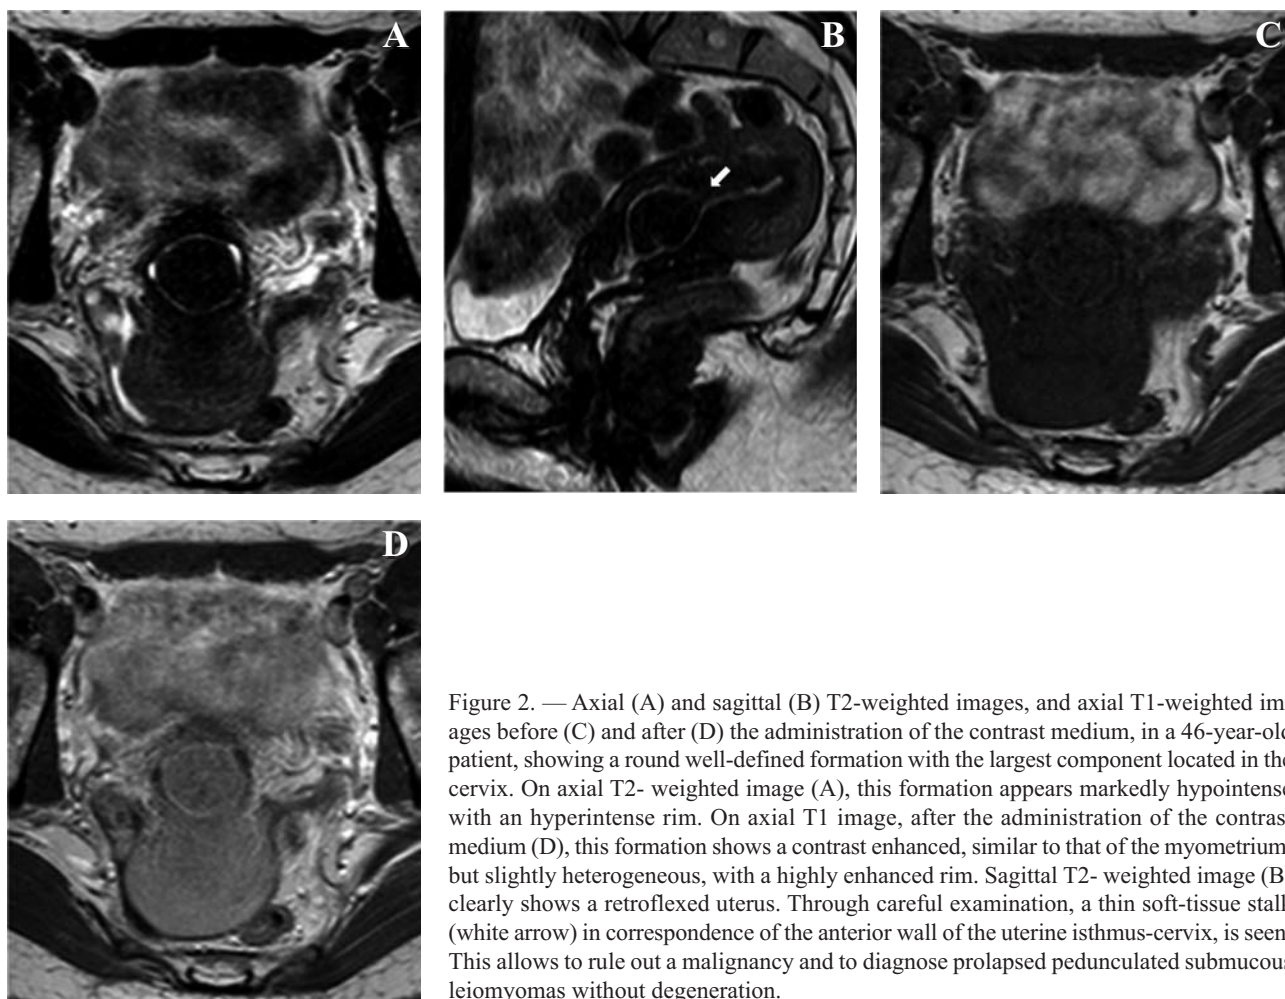 A
B
C
D
Figure 2. — Axial (A) and sagittal (B) T2-weighted images, and axial T1-weighted im
ages before (C) and after (D) the administration of the contrast medium, in a 46-year-old
patient, showing a round well-defined formation with the largest component located in the
cervix. On axial T2- weighted image (A), this formation appears markedly hypointense
with an hyperintense rim. On axial T1 image, after the administration of the contras
medium (D), this formation shows a contrast enhanced, similar to that of the myometrium
but slightly heterogeneous, with a highly enhanced rim. Sagittal T2- weighted image (B
clearly shows a retroflexed uterus. Through careful examination, a thin soft-tissue stalk
(white arrow) in correspondence of the anterior wall of the uterine isthmus-cervix, is seen
This allows to rule out a malignancy and to diagnose prolapsed pedunculated submucous
leiomyomas without degeneration.